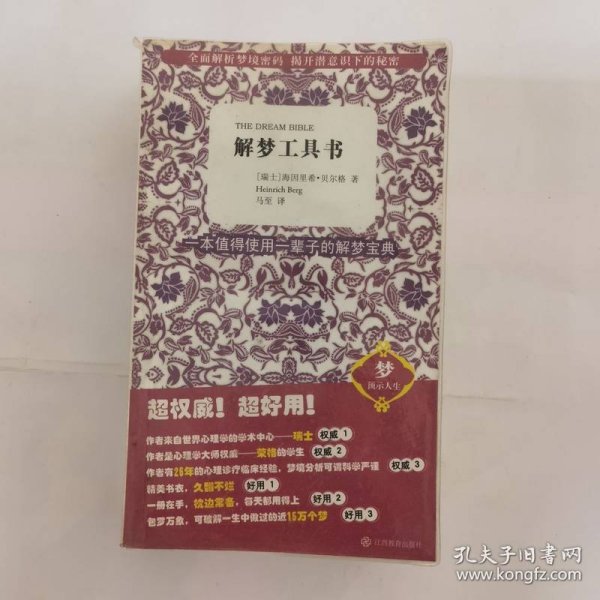 全面解析梦境密码 揭开潜意识下的秘密
THE DREAM BIBLE
解梦工具书
[瑞士]海因里希·贝尔格 著
Heinrich Berg
马至 译
一本值得使用一辈子的解梦宝典
梦
预示人生
超权威！超好用！
作者来自世界心理学的学术中心——瑞士 权威1
作者是心理学大师权威——荣格的学生 权威2
作者有26年的心理诊疗临床经验，梦境分析可谓科学严谨 权威3
精美书衣，久翻不烂 好用1
一册在手，枕边常备，每天都用得上 好用2
包罗万象，可破解一生中做过的近15万个梦 好用3
江西教育出版社
孔夫子旧书网
www.kongfz.com